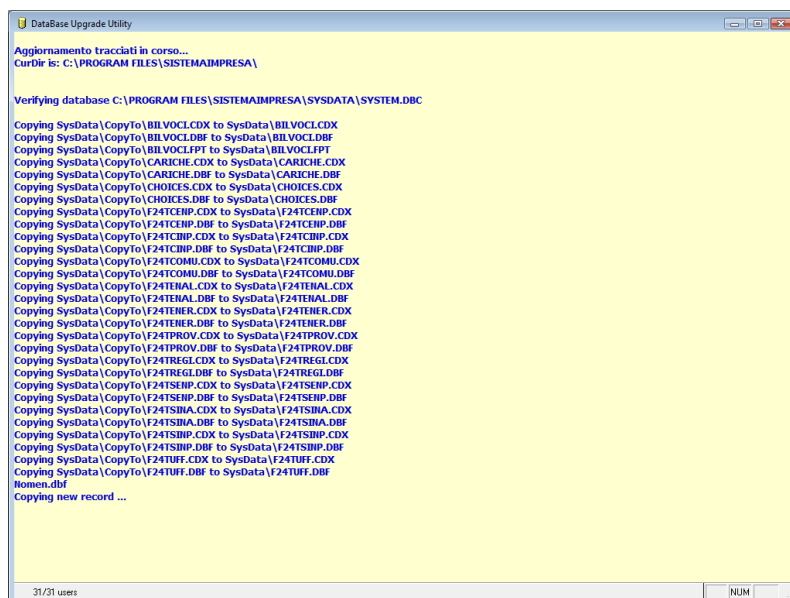 DataBase Upgrade Utility
Aggiornamento tracciati in corso...
CurDir is: C:\PROGRAM FILES\SISTEMAIMPRESA\
Verifying database C:\PROGRAM FILES\SISTEMAIMPRESA\SYSDATA\SYSTEM.DBC
Copying SysData\CopyTo\BILVOCI.CDX to SysData\BILVOCI.CDX
Copying SysData\CopyTo\BILVOCI.DBF to SysData\BILVOCI.DBF
Copying SysData\CopyTo\BILVOCI.FPT to SysData\BILVOCI.FPT
Copying SysData\CopyTo\CARICHE.CDX to SysData\CARICHE.CDX
Copying SysData\CopyTo\CARICHE.DBF to SysData\CARICHE.DBF
Copying SysData\CopyTo\CHOICES.CDX to SysData\CHOICES.CDX
Copying SysData\CopyTo\CHOICES.DBF to SysData\CHOICES.DBF
Copying SysData\CopyTo\F24TCENP.CDX to SysData\F24TCENP.CDX
Copying SysData\CopyTo\F24TCENP.DBF to SysData\F24TCENP.DBF
Copying SysData\CopyTo\F24TCINP.CDX to SysData\F24TCINP.CDX
Copying SysData\CopyTo\F24TCINP.DBF to SysData\F24TCINP.DBF
Copying SysData\CopyTo\F24TCOMU.CDX to SysData\F24TCOMU.CDX
Copying SysData\CopyTo\F24TCOMU.DBF to SysData\F24TCOMU.DBF
Copying SysData\CopyTo\F24TENAL.CDX to SysData\F24TENAL.CDX
Copying SysData\CopyTo\F24TENAL.DBF to SysData\F24TENAL.DBF
Copying SysData\CopyTo\F24TENER.CDX to SysData\F24TENER.CDX
Copying SysData\CopyTo\F24TENER.DBF to SysData\F24TENER.DBF
Copying SysData\CopyTo\F24TPROV.CDX to SysData\F24TPROV.CDX
Copying SysData\CopyTo\F24TPROV.DBF to SysData\F24TPROV.DBF
Copying SysData\CopyTo\F24TREGI.CDX to SysData\F24TREGI.CDX
Copying SysData\CopyTo\F24TREGI.DBF to SysData\F24TREGI.DBF
Copying SysData\CopyTo\F24TSENP.CDX to SysData\F24TSENP.CDX
Copying SysData\CopyTo\F24TSENP.DBF to SysData\F24TSENP.DBF
Copying SysData\CopyTo\F24TSINA.CDX to SysData\F24TSINA.CDX
Copying SysData\CopyTo\F24TSINA.DBF to SysData\F24TSINA.DBF
Copying SysData\CopyTo\F24TSINP.CDX to SysData\F24TSINP.CDX
Copying SysData\CopyTo\F24TSINP.DBF to SysData\F24TSINP.DBF
Copying SysData\CopyTo\F24TUFF.CDX to SysData\F24TUFF.CDX
Copying SysData\CopyTo\F24TUFF.DBF to SysData\F24TUFF.DBF
Nomen.dbf
Copying new record ...
31/31 users
NUM